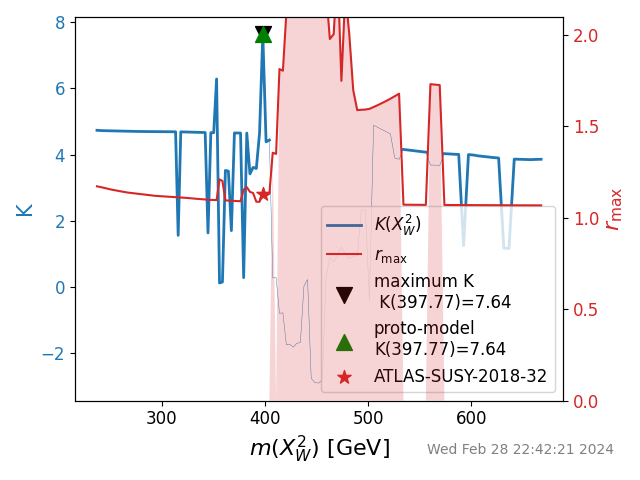 8
6
4
2
0
−2
K
2.0
1.5
1.0
0.5
0.0
r_max
K(X_W^2)
r_max
maximum K
K(397.77)=7.64
proto-model
K(397.77)=7.64
ATLAS-SUSY-2018-32
300 400 500 600
m(X_W^2) [GeV]
Wed Feb 28 22:42:21 2024